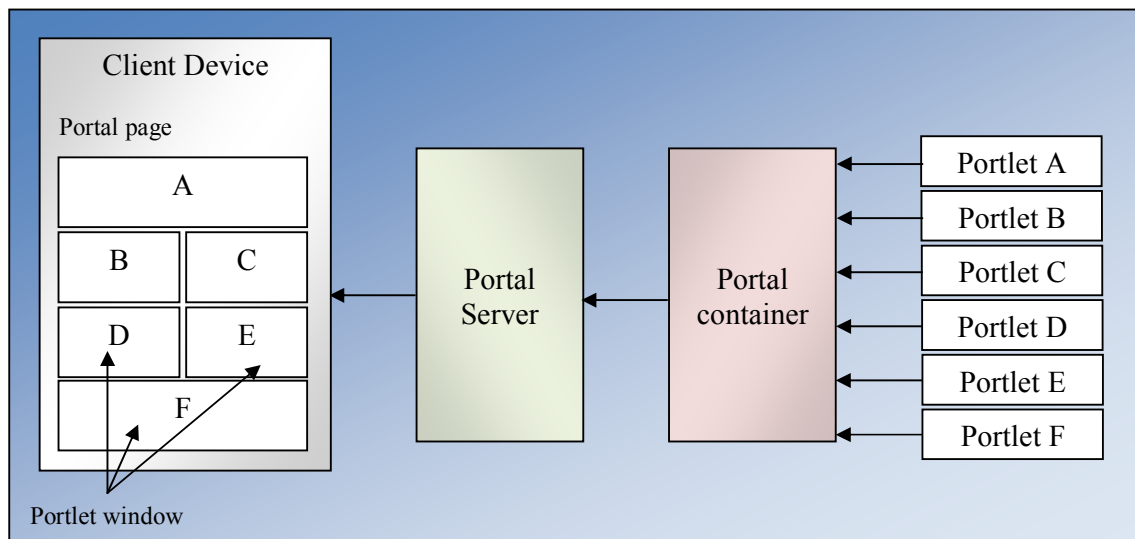 Client Device
Portal page
A
B
C
D
E
F
Portlet window
Portal
Server
Portal
container
Portlet A
Portlet B
Portlet C
Portlet D
Portlet E
Portlet F